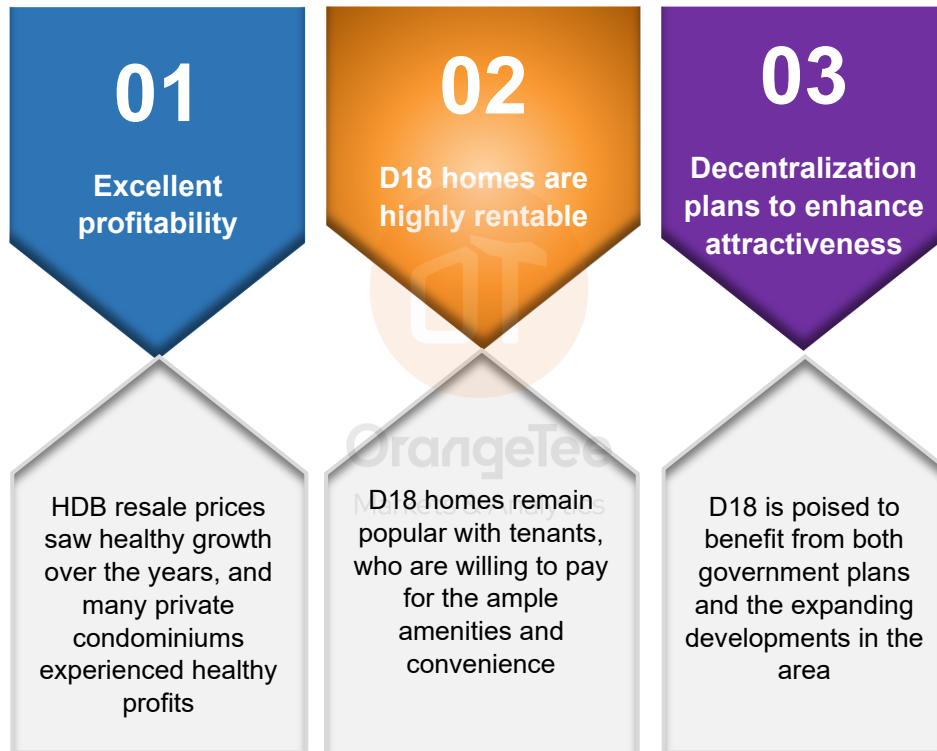 01
Excellent
profitability
02
D18 homes are
highly rentable
03
Decentralization
plans to enhance
attractiveness
HDB resale prices
saw healthy growth
over the years, and
many private
condominiums
experienced healthy
profits
D18 homes remain
popular with tenants,
who are willing to pay
for the ample
amenities and
convenience
D18 is poised to
benefit from both
government plans
and the expanding
developments in the
area
OrangeTee
Markets & Analytics